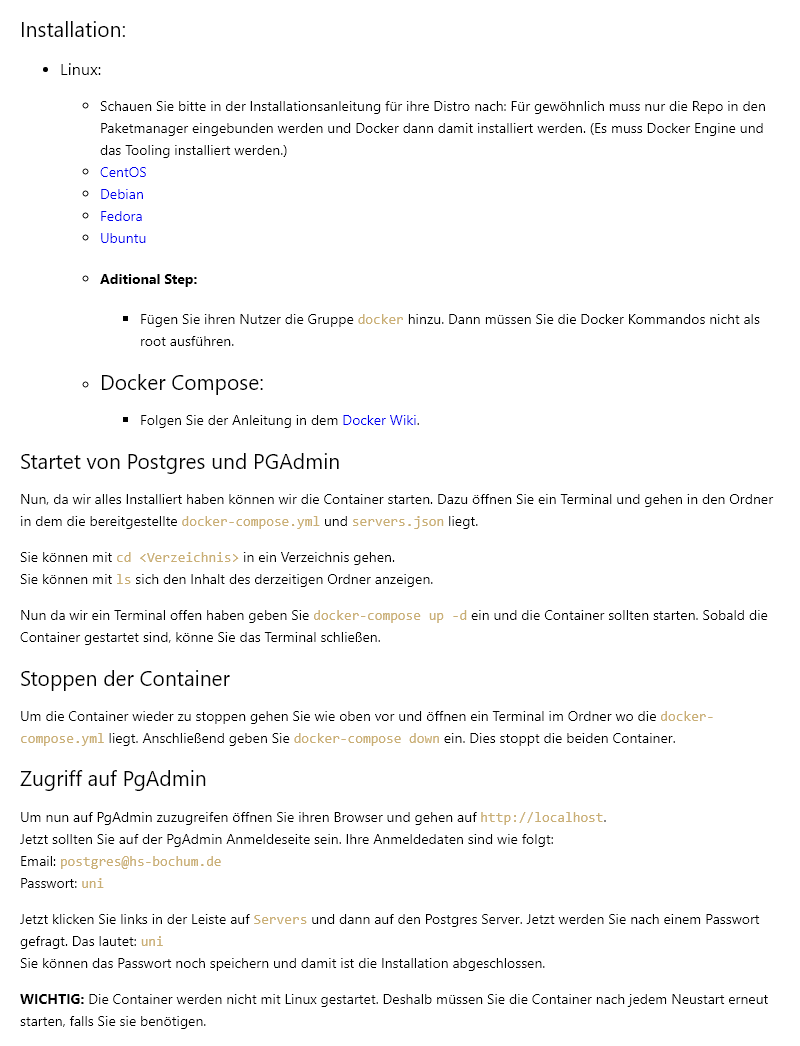 Installation:
Linux:
Schauen Sie bitte in der Installationsanleitung für ihre Distro nach: Für gewöhnlich muss nur die Repo in den
Paketmanager eingebunden werden und Docker dann damit installiert werden. (Es muss Docker Engine und
das Tooling installiert werden.)
CentOS
Debian
Fedora
Ubuntu
Aditional Step:
Fügen Sie ihren Nutzer die Gruppe docker hinzu. Dann müssen Sie die Docker Kommandos nicht als
root ausführen.
Docker Compose:
Folgen Sie der Anleitung in dem Docker Wiki.
Startet von Postgres und PGAdmin
Nun, da wir alles Installiert haben können wir die Container starten. Dazu öffnen Sie ein Terminal und gehen in den Ordner
in dem die bereitgestellte docker-compose.yml und servers.json liegt.
Sie können mit cd <Verzeichnis> in ein Verzeichnis gehen.
Sie können mit ls sich den Inhalt des derzeitigen Ordner anzeigen.
Nun da wir ein Terminal offen haben geben Sie docker-compose up -d ein und die Container sollten starten. Sobald die
Container gestartet sind, könne Sie das Terminal schließen.
Stoppen der Container
Um die Container wieder zu stoppen gehen Sie wie oben vor und öffnen ein Terminal im Ordner wo die docker-
compose.yml liegt. Anschließend geben Sie docker-compose down ein. Dies stoppt die beiden Container.
Zugriff auf PgAdmin
Um nun auf PgAdmin zuzugreifen öffnen Sie ihren Browser und gehen auf http://localhost.
Jetzt sollten Sie auf der PgAdmin Anmeldeseite sein. Ihre Anmeldedaten sind wie folgt:
Email: postgres@hs-bochum.de
Passwort: uni
Jetzt klicken Sie links in der Leiste auf Servers und dann auf den Postgres Server. Jetzt werden Sie nach einem Passwort
gefragt. Das lautet: uni
Sie können das Passwort noch speichern und damit ist die Installation abgeschlossen.
WICHTIG: Die Container werden nicht mit Linux gestartet. Deshalb müssen Sie die Container nach jedem Neustart erneut
starten, falls Sie sie benötigen.